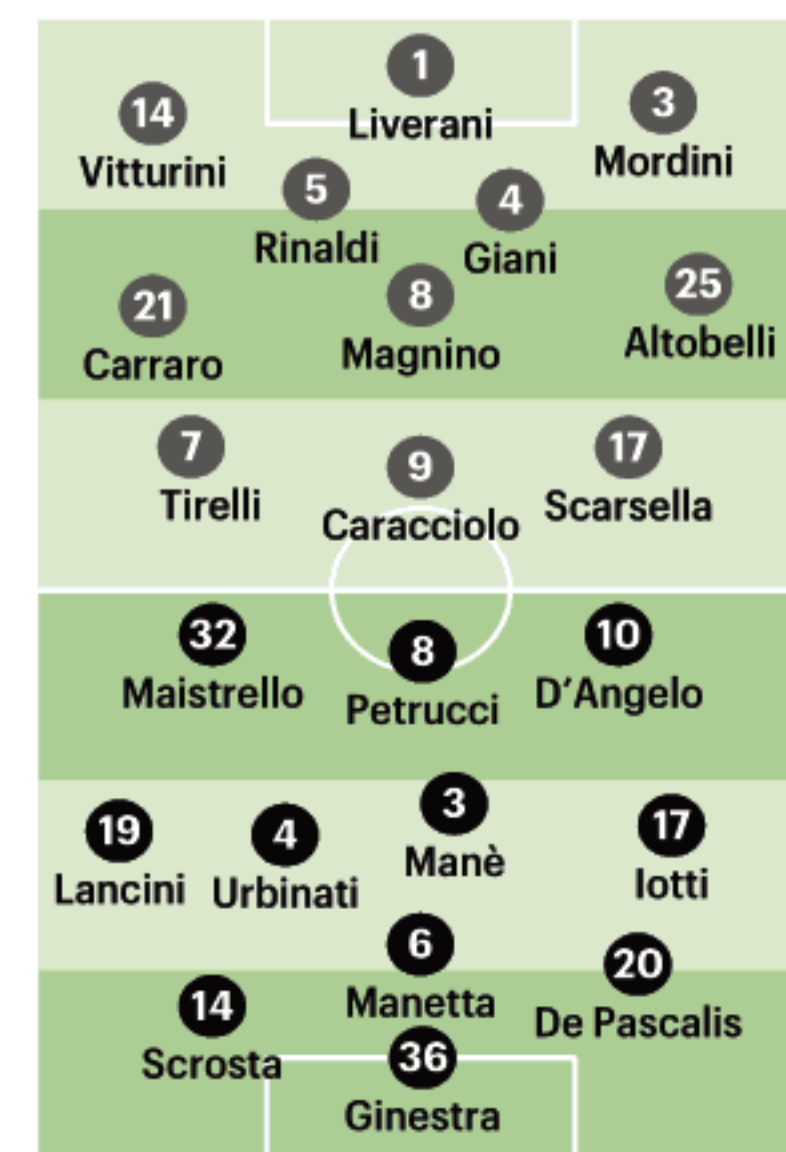 1
Liverani
14
Vitturini
3
Mordini
5
Rinaldi
4
Giani
21
Carraro
8
Magnino
25
Altobelli
7
Tirelli
9
Caracciolo
17
Scarsella
32
Maistrello
8
Petrucci
10
D'Angelo
19
Lancini
4
Urbinati
3
Manè
17
Iotti
6
Manetta
20
De Pascalis
14
Scrosta
36
Ginestra